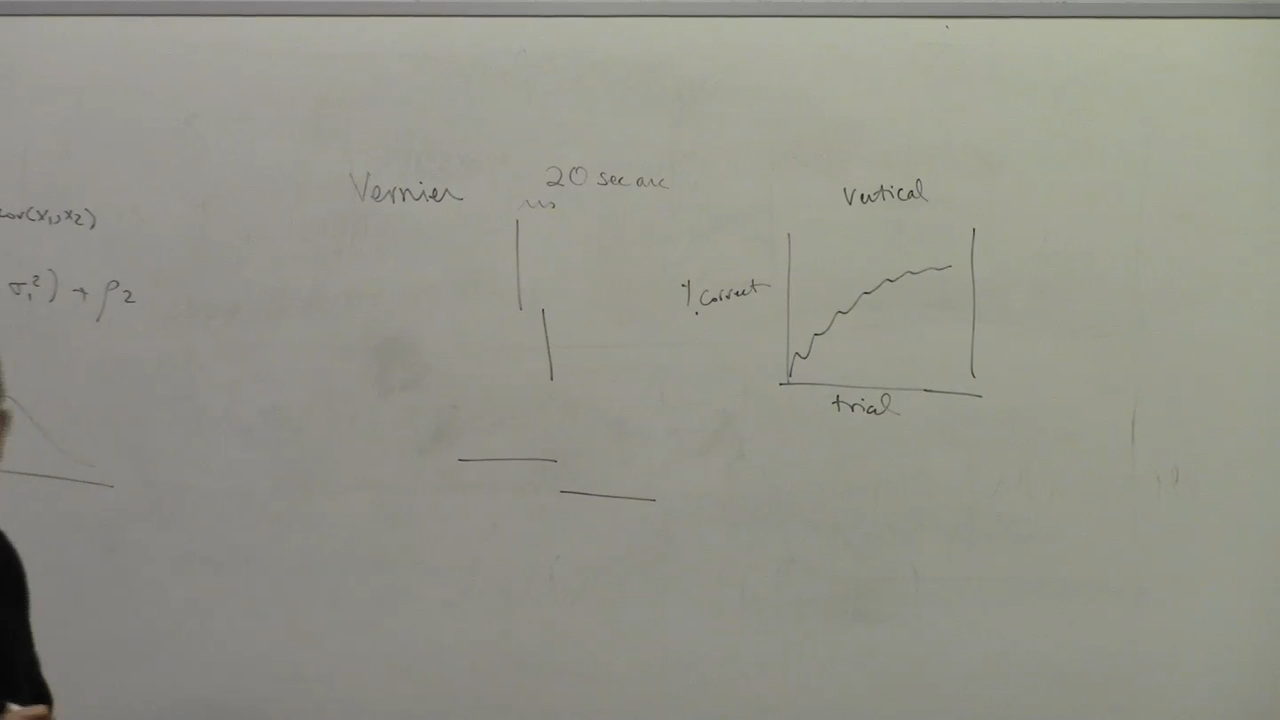 cov(x₁,x₂)
σ₁²) + ρ₂
Vernier
20 sec arc
Vertical
% correct
trial